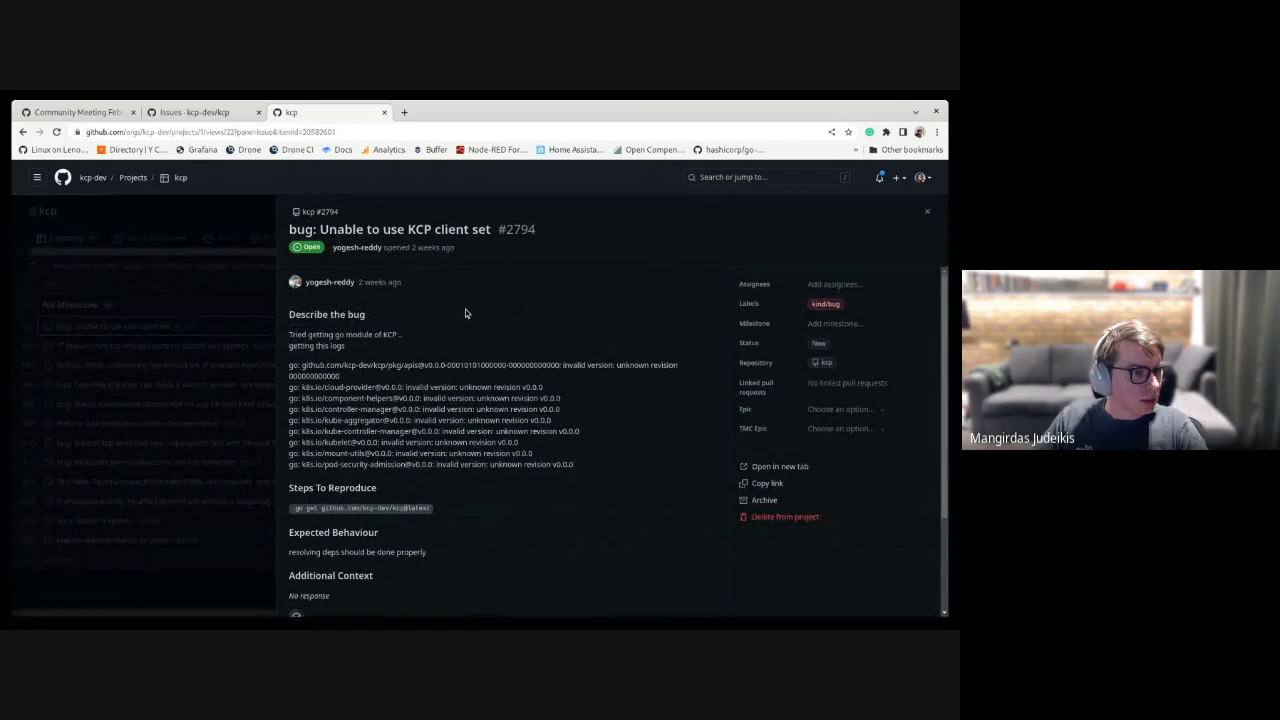 Community Meeting Febr
Issues · kcp-dev/kcp
kcp
github.com/orgs/kcp-dev/projects/1/views/22?pane=issue&itemId=20582601
Linux on Leno...
Directory | Y C...
Grafana
Drone
Drone CI
Docs
Analytics
Buffer
Node-RED For...
Home Assista...
Open Compen...
hashicorp/go-...
»
Other bookmarks
kcp-dev / Projects / kcp
Search or jump to...
/
kcp
No Milestone
kcp #2794
bug: Unable to use KCP client set #2794
Open
yogesh-reddy opened 2 weeks ago
yogesh-reddy 2 weeks ago
Describe the bug
Tried getting go module of KCP ..
getting this logs
go: github.com/kcp-dev/kcp/pkg/apis@v0.0.0-00010101000000-000000000000: invalid version: unknown revision
000000000000
go: k8s.io/cloud-provider@v0.0.0: invalid version: unknown revision v0.0.0
go: k8s.io/component-helpers@v0.0.0: invalid version: unknown revision v0.0.0
go: k8s.io/controller-manager@v0.0.0: invalid version: unknown revision v0.0.0
go: k8s.io/kube-aggregator@v0.0.0: invalid version: unknown revision v0.0.0
go: k8s.io/kube-controller-manager@v0.0.0: invalid version: unknown revision v0.0.0
go: k8s.io/kubelet@v0.0.0: invalid version: unknown revision v0.0.0
go: k8s.io/mount-utils@v0.0.0: invalid version: unknown revision v0.0.0
go: k8s.io/pod-security-admission@v0.0.0: invalid version: unknown revision v0.0.0
Steps To Reproduce
go get github.com/kcp-dev/kcp@latest
Expected Behaviour
resolving deps should be done properly
Additional Context
No response
Assignees Add assignees...
Labels kind/bug
Milestone Add milestone...
Status New
Repository kcp
Linked pull requests No linked pull requests
Epic Choose an option...
TMC Epic Choose an option...
Open in new tab
Copy link
Archive
Delete from project
Mangirdas Judeikis